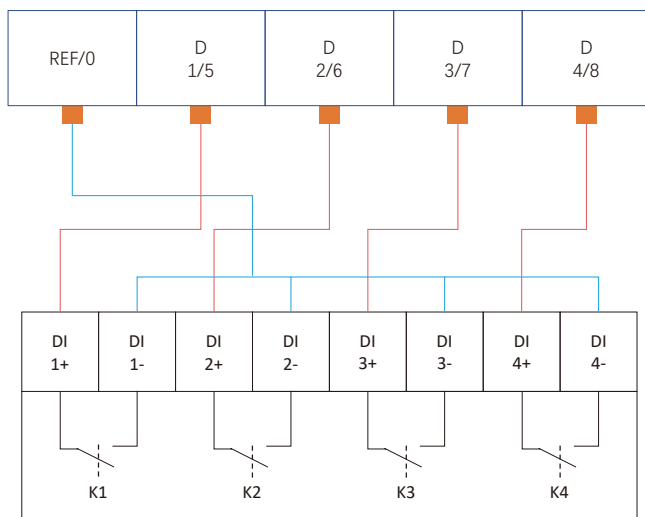 REF/0
D
1/5
D
2/6
D
3/7
D
4/8
DI
1+
DI
1-
DI
2+
DI
2-
DI
3+
DI
3-
DI
4+
DI
4-
K1
K2
K3
K4